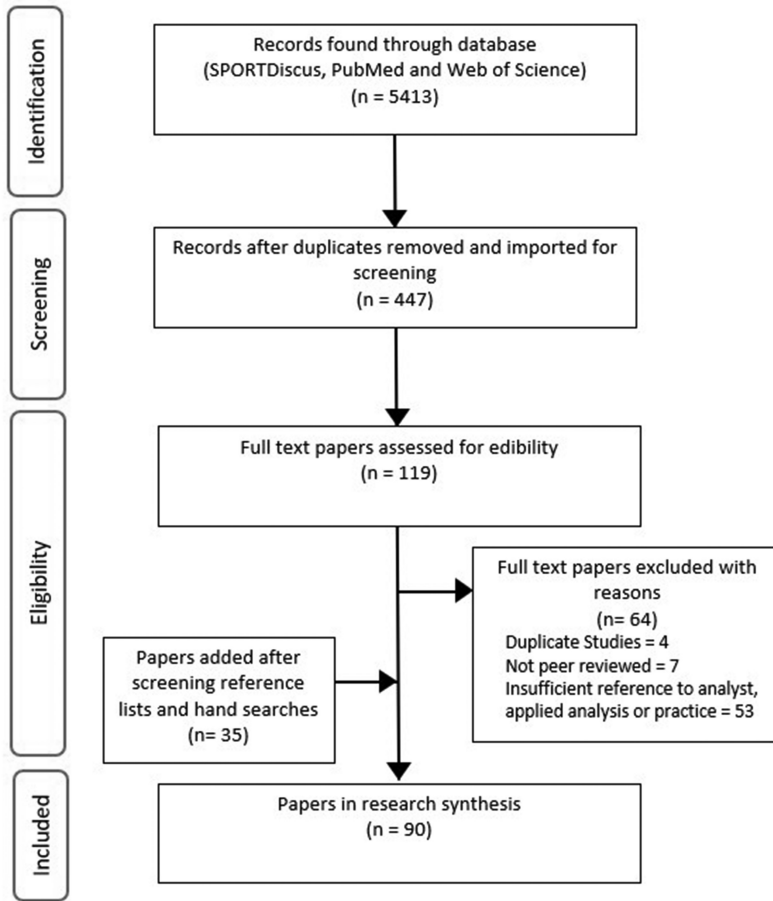 Identification
Records found through database
(SPORTDiscus, PubMed and Web of Science)
(n = 5413)
Screening
Records after duplicates removed and imported for
screening
(n = 447)
Eligibility
Full text papers assessed for edibility
(n = 119)
Full text papers excluded with
reasons
(n= 64)
Duplicate Studies = 4
Not peer reviewed = 7
Insufficient reference to analyst,
applied analysis or practice = 53
Papers added after
screening reference
lists and hand searches
(n= 35)
Included
Papers in research synthesis
(n = 90)